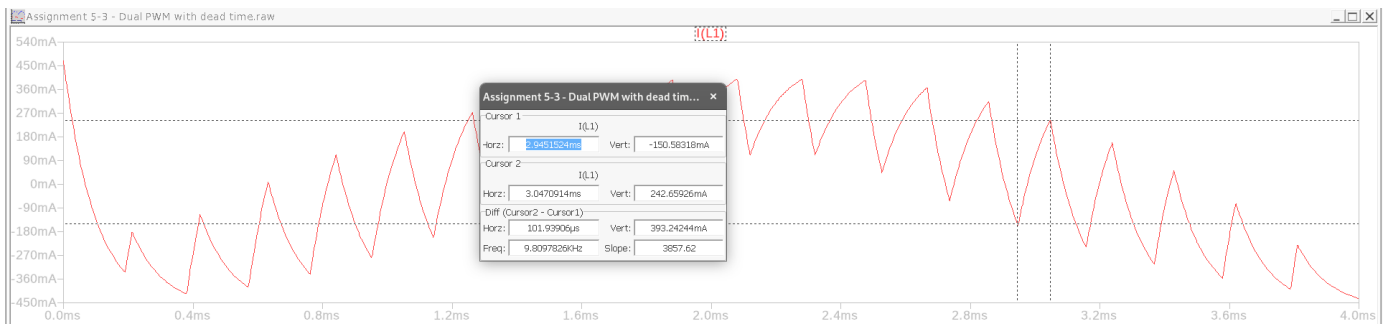 Assignment 5-3 - Dual PWM with dead time.raw
I(L1)
540mA
450mA
360mA
270mA
180mA
90mA
0mA
-90mA
-180mA
-270mA
-360mA
-450mA
0.0ms 0.4ms 0.8ms 1.2ms 1.6ms 2.0ms 2.4ms 2.8ms 3.2ms 3.6ms 4.0ms
Assignment 5-3 - Dual PWM with dead tim... ×
Cursor 1
I(L1)
Horz: 2.9451524ms Vert: -150.58318mA
Cursor 2
I(L1)
Horz: 3.0470914ms Vert: 242.65926mA
Diff (Cursor2 - Cursor1)
Horz: 101.93906µs Vert: 393.24244mA
Freq: 9.8097826KHz Slope: 3857.62